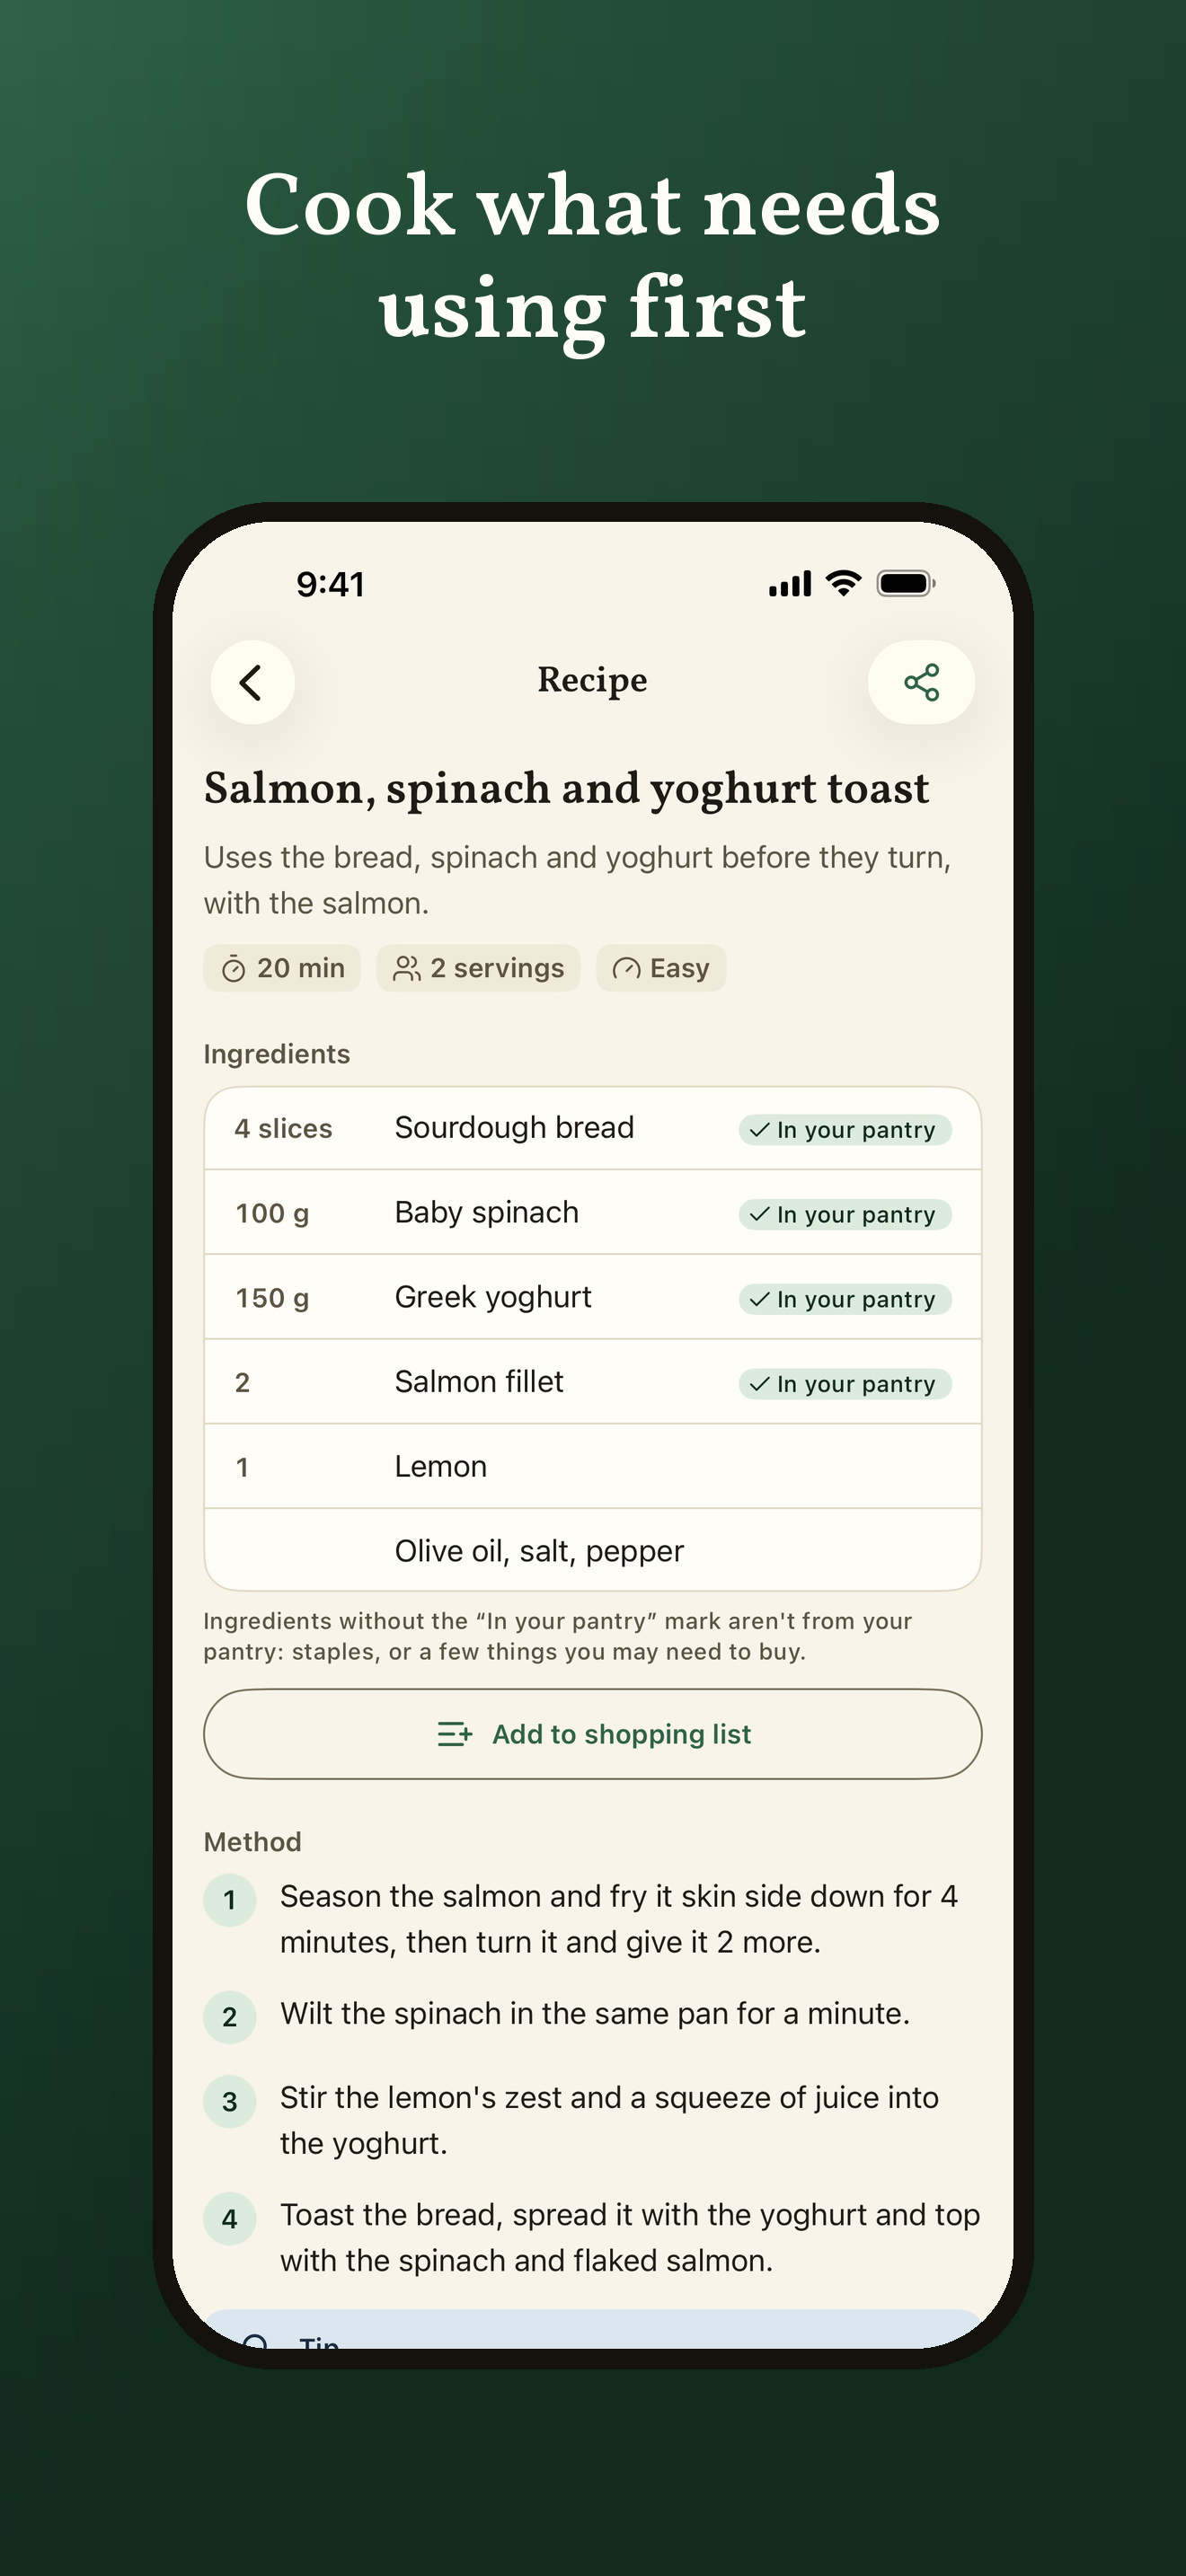 Cook what needs
using first
9:41
Recipe
Salmon, spinach and yoghurt toast
Uses the bread, spinach and yoghurt before they turn,
with the salmon.
20 min 2 servings Easy
Ingredients
4 slices Sourdough bread In your pantry
100 g Baby spinach In your pantry
150 g Greek yoghurt In your pantry
2 Salmon fillet In your pantry
1 Lemon
Olive oil, salt, pepper
Ingredients without the “In your pantry” mark aren't from your
pantry: staples, or a few things you may need to buy.
Add to shopping list
Method
1 Season the salmon and fry it skin side down for 4
minutes, then turn it and give it 2 more.
2 Wilt the spinach in the same pan for a minute.
3 Stir the lemon's zest and a squeeze of juice into
the yoghurt.
4 Toast the bread, spread it with the yoghurt and top
with the spinach and flaked salmon.
Tip